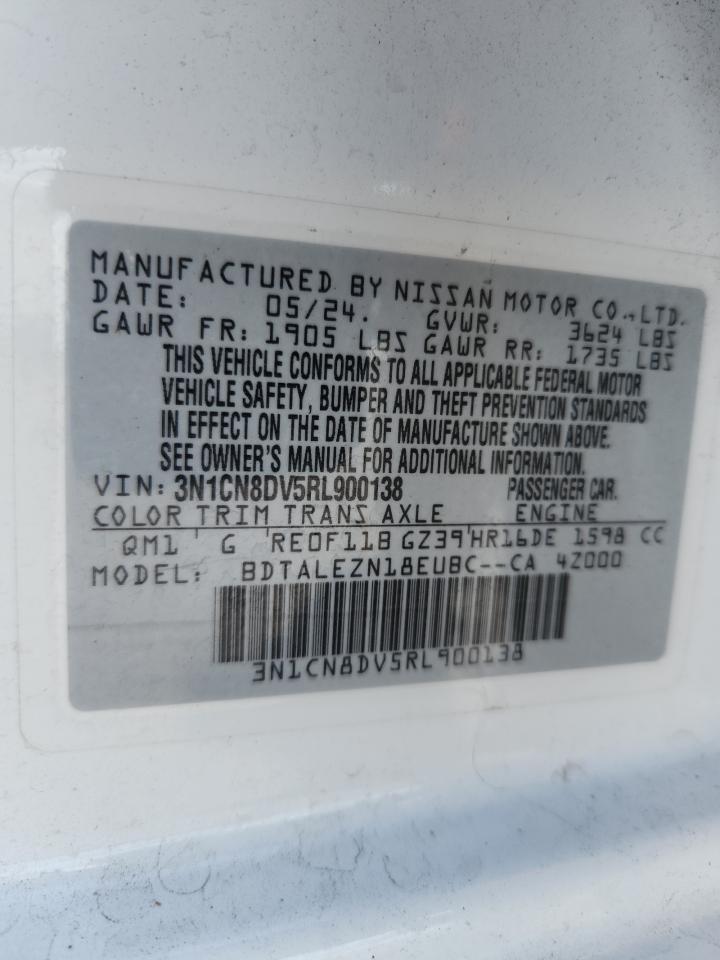 MANUFACTURED BY NISSAN MOTOR CO.,LTD.
DATE: 05/24. GVWR: 3624 LBS
GAWR FR: 1905 LBS GAWR RR: 1735 LBS
THIS VEHICLE CONFORMS TO ALL APPLICABLE FEDERAL MOTOR
VEHICLE SAFETY, BUMPER AND THEFT PREVENTION STANDARDS
IN EFFECT ON THE DATE OF MANUFACTURE SHOWN ABOVE.
SEE OWNER'S MANUAL FOR ADDITIONAL INFORMATION.
VIN: 3N1CN8DV5RL900138 PASSENGER CAR.
COLOR TRIM TRANS AXLE ENGINE
QM1 G RE0F11B GZ39 HR16DE 1598 CC
MODEL: BDTALEZN18EUBC--CA 4Z000
3N1CN8DV5RL900138